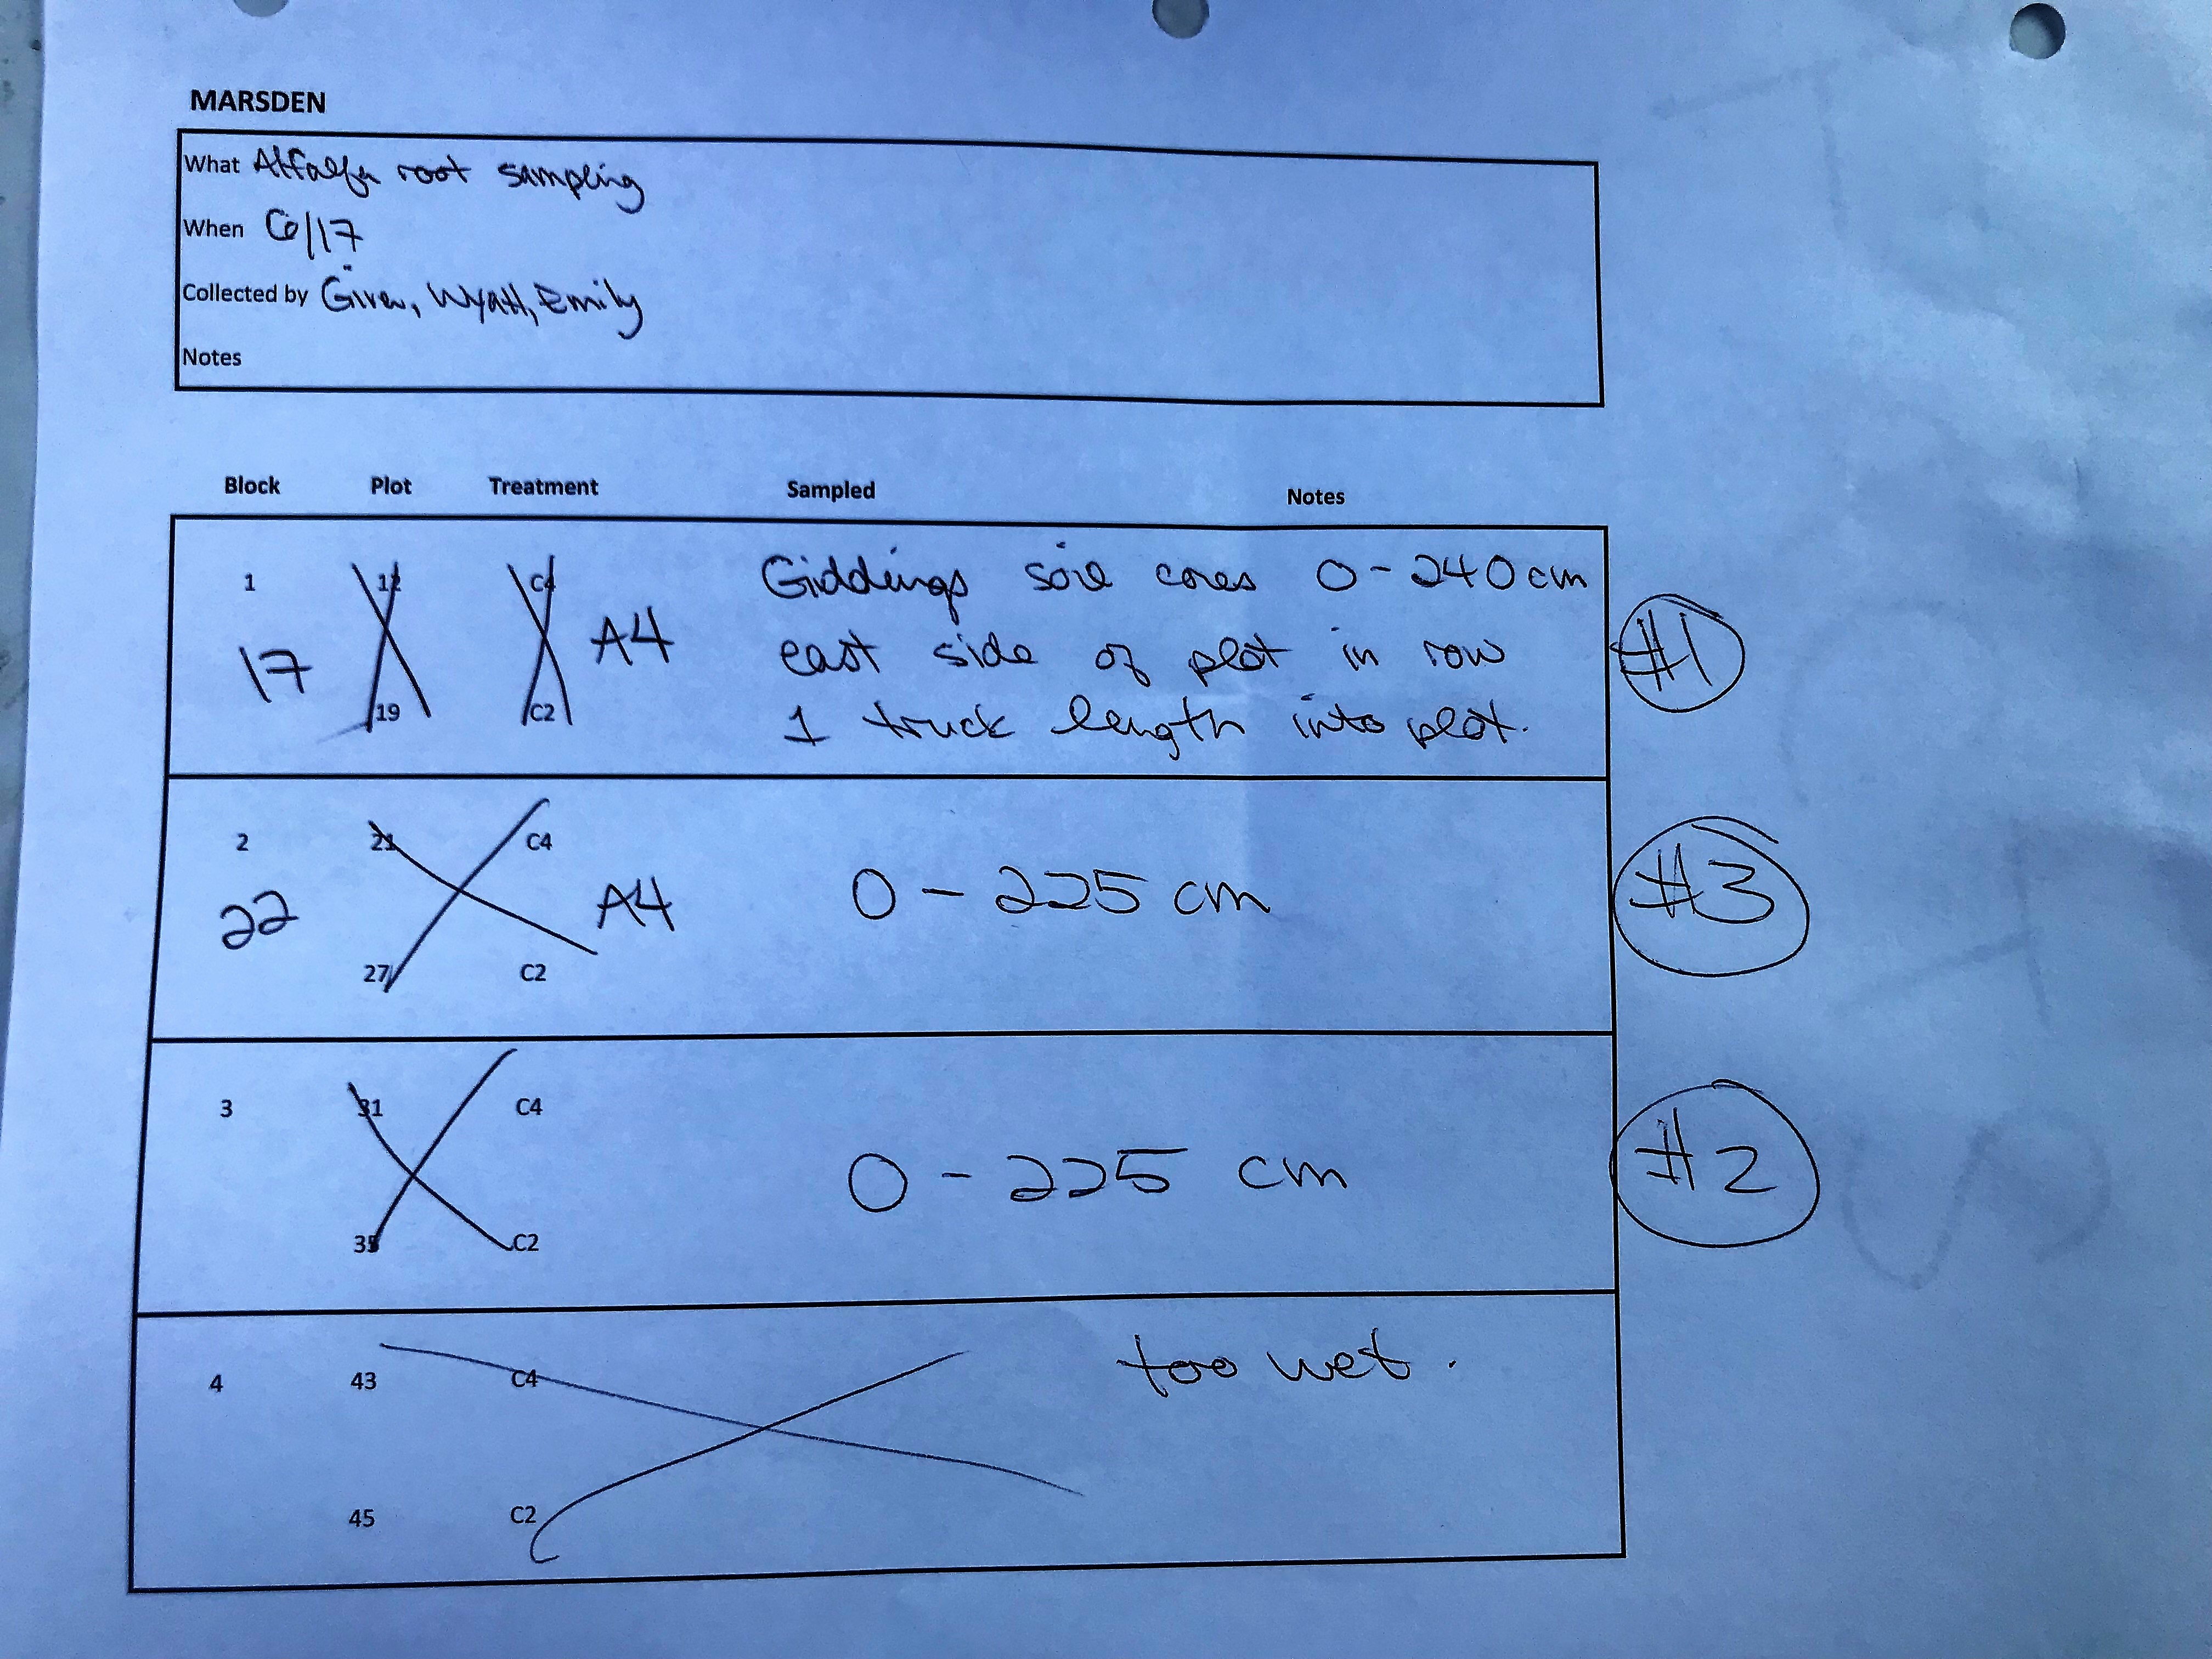 MARSDEN
What Alfalfa root sampling
When 6/17
Collected by Wyatt, Emily
Notes
Block Plot Treatment Sampled Notes
1 12 C4 Giddings soil cores 0-240cm
17 A4 east side of plot in row #1
19 C2 1 truck length into plot.
2 21 C4
22 A4 0-225 cm #3
27 C2
3 31 C4
0-225 cm #2
35 C2
4 43 C4 too wet.
45 C2